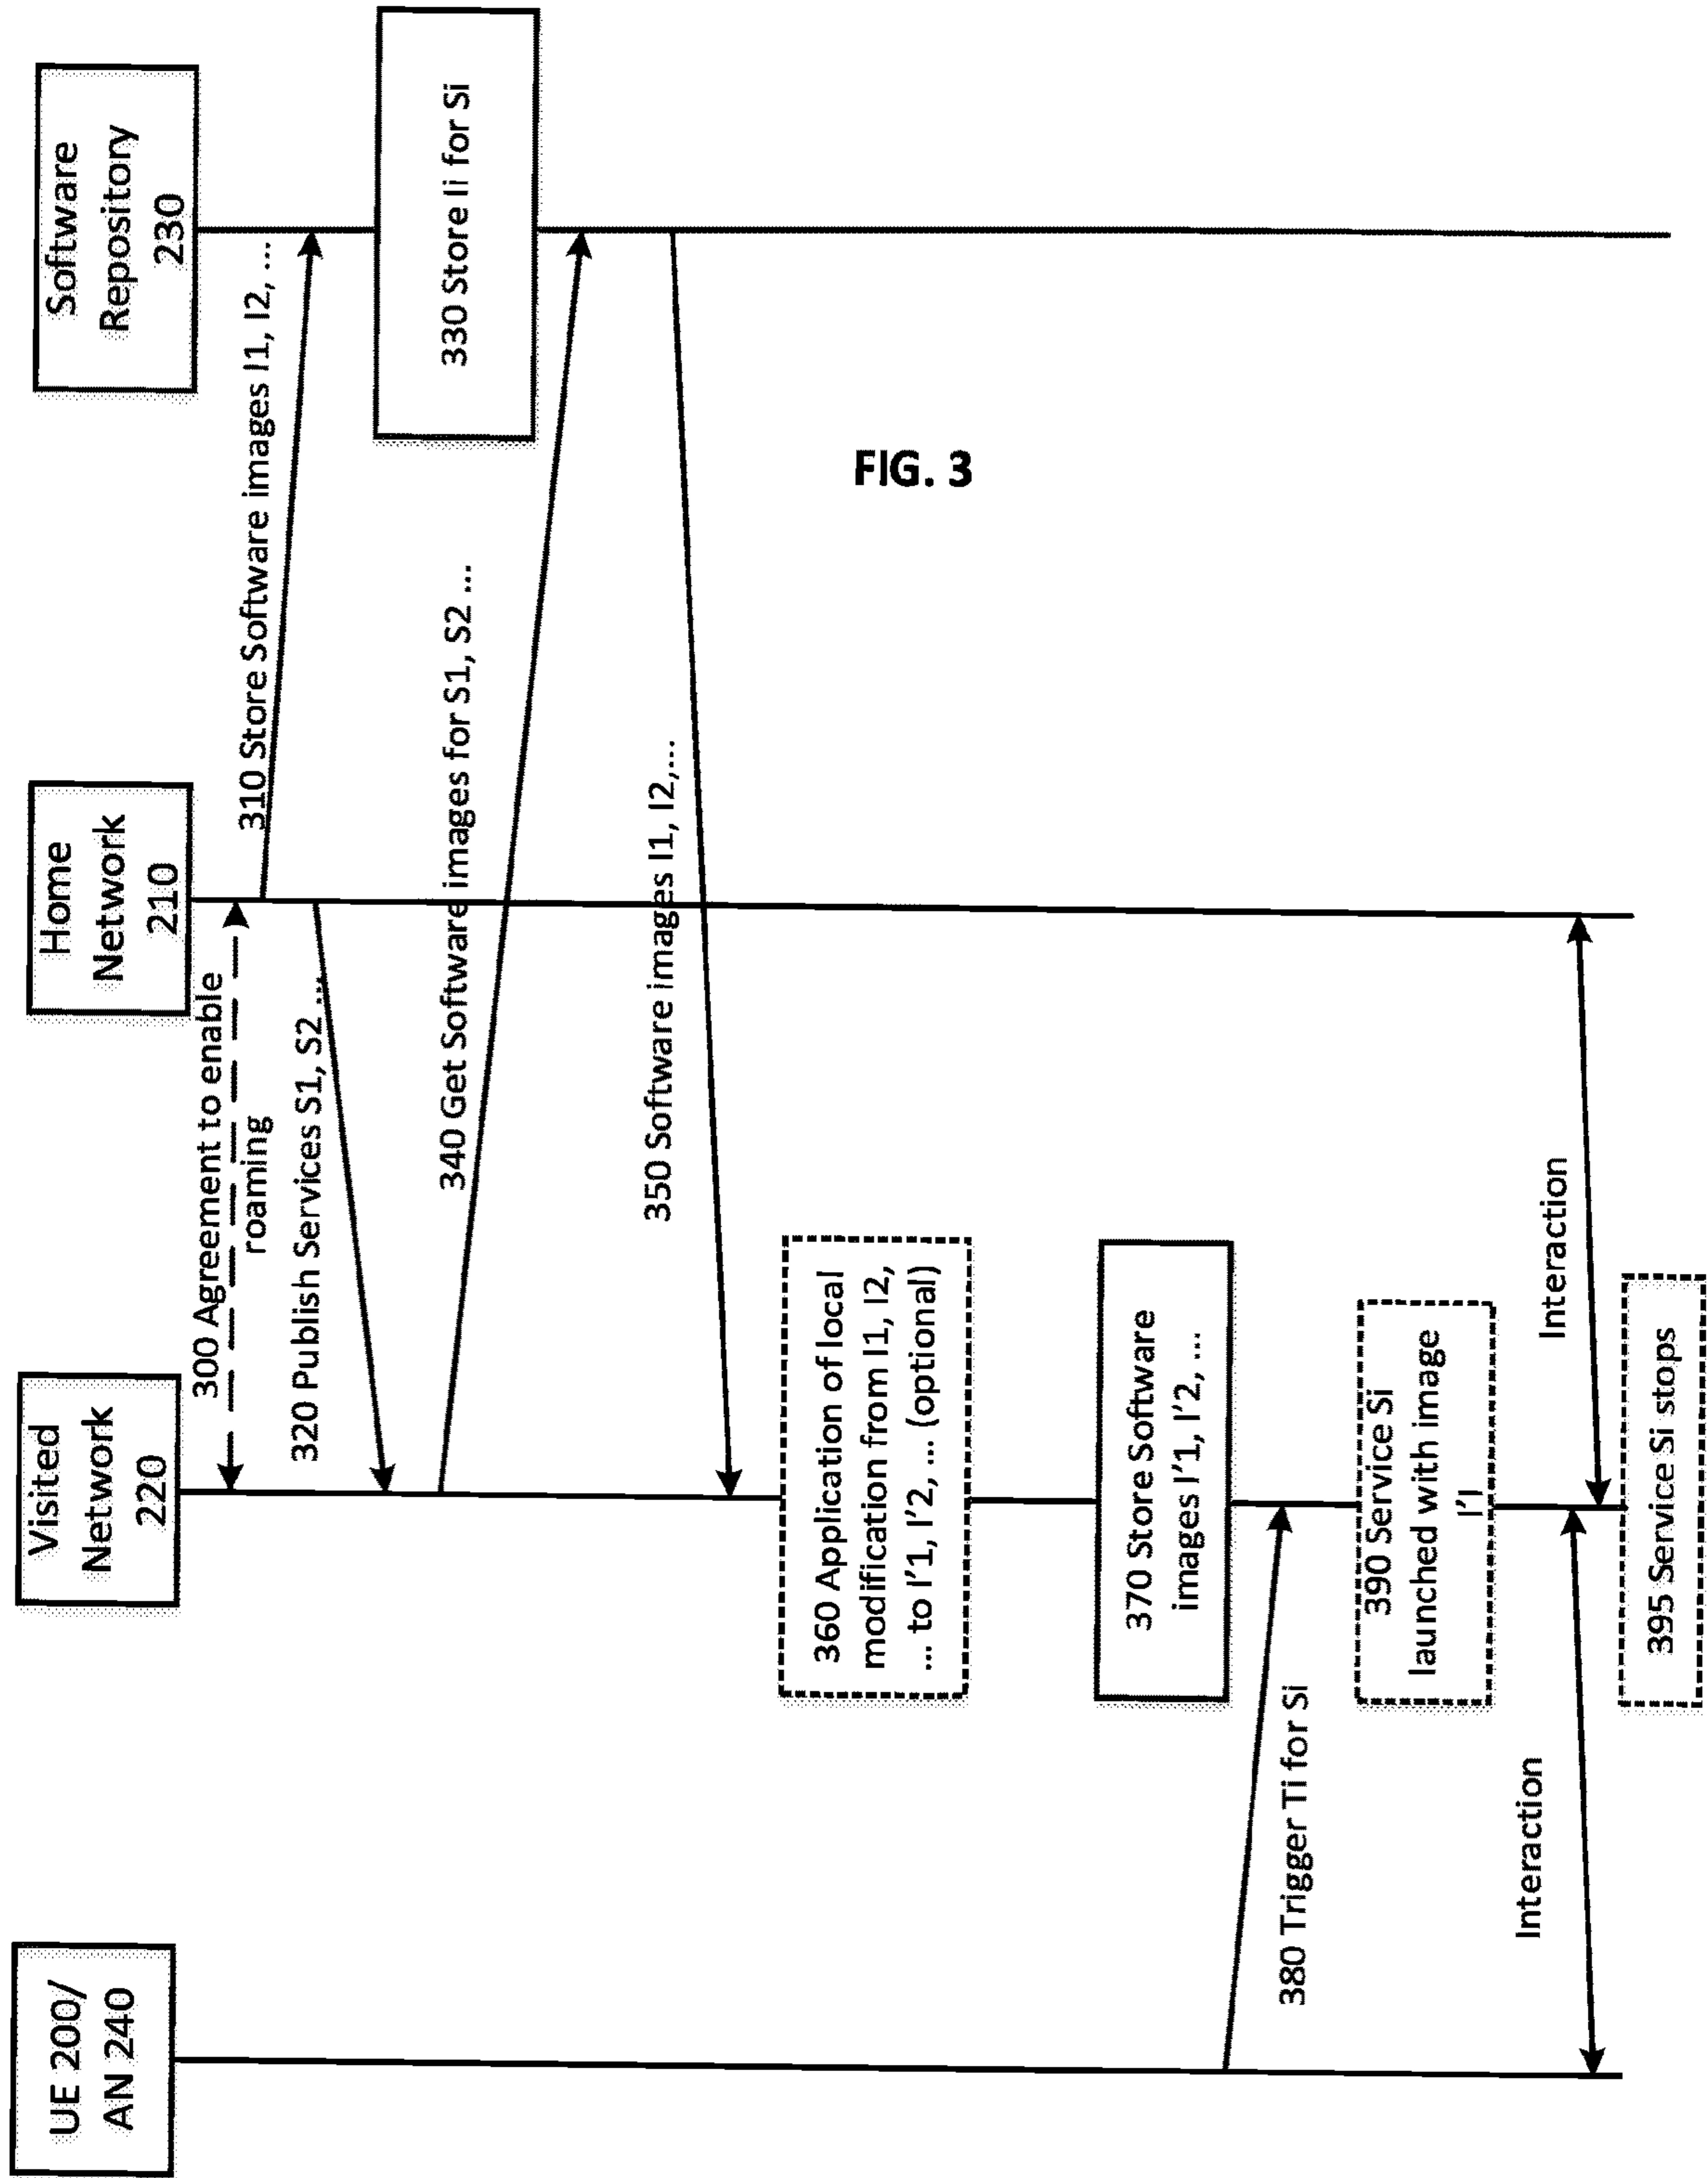 UE 200/
AN 240
Visited
Network
220
Home
Network
210
Software
Repository
230
300 Agreement to enable
roaming
310 Store Software images I1, I2, ...
320 Publish Services S1, S2 ...
330 Store Ii for Si
340 Get Software images for S1, S2 ...
350 Software images I1, I2,...
360 Application of local
modification from I1, I2,
... to I'1, I'2, ... (optional)
370 Store Software
images I'1, I'2, ...
380 Trigger Ti for Si
390 Service Si
launched with image
I'I
Interaction
Interaction
395 Service Si stops
FIG. 3